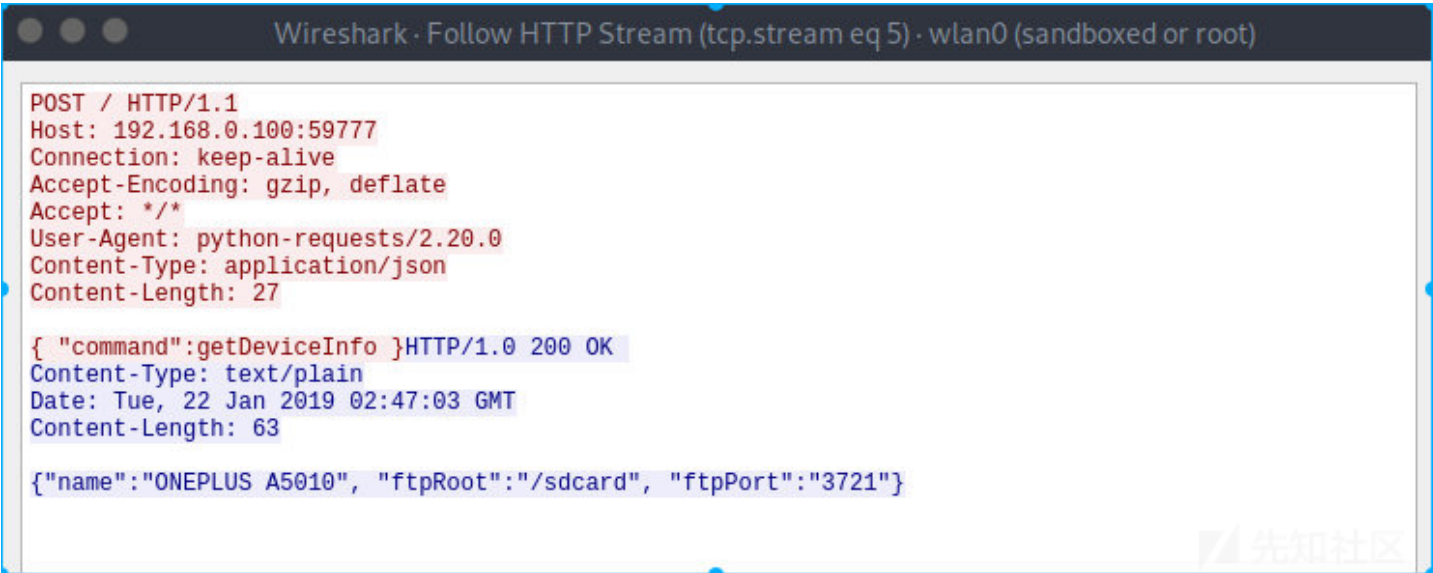 Wireshark · Follow HTTP Stream (tcp.stream eq 5) · wlan0 (sandboxed or root)
POST / HTTP/1.1
Host: 192.168.0.100:59777
Connection: keep-alive
Accept-Encoding: gzip, deflate
Accept: */*
User-Agent: python-requests/2.20.0
Content-Type: application/json
Content-Length: 27
{ "command":getDeviceInfo }HTTP/1.0 200 OK
Content-Type: text/plain
Date: Tue, 22 Jan 2019 02:47:03 GMT
Content-Length: 63
{"name":"ONEPLUS A5010", "ftpRoot":"/sdcard", "ftpPort":"3721"}
先知社区